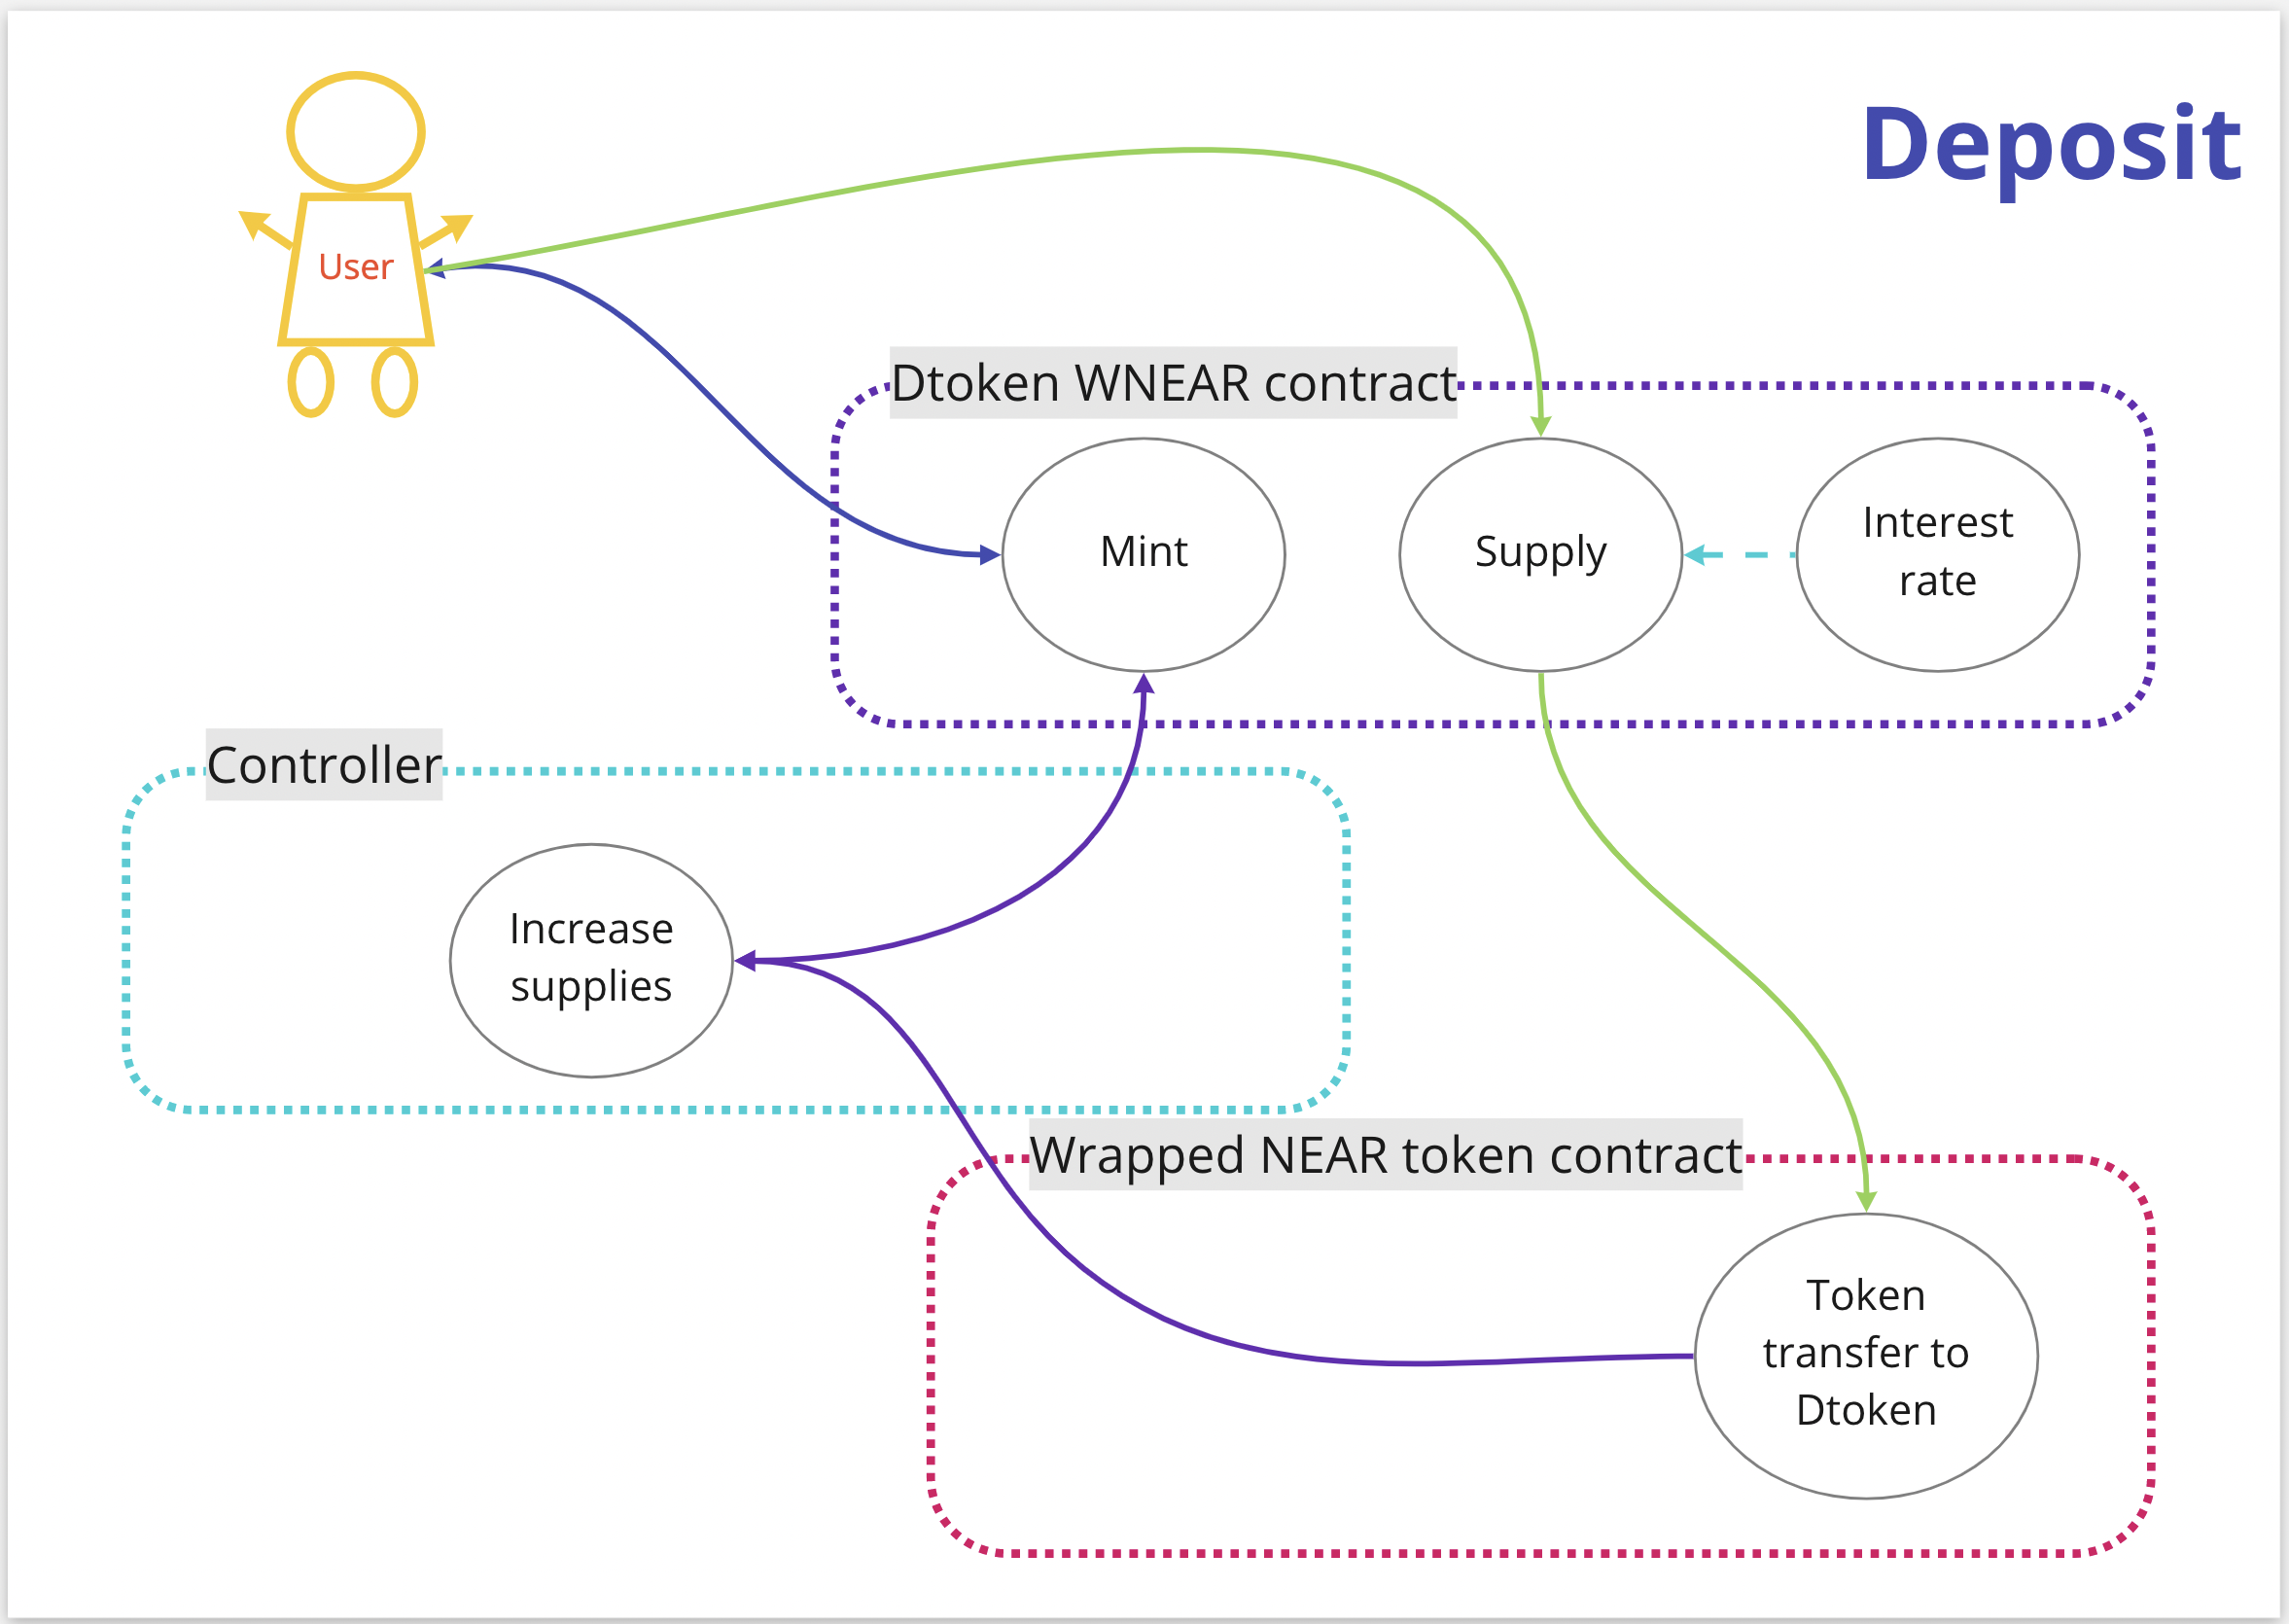 Deposit
User
Dtoken WNEAR contract
Mint
Supply
Interest
rate
Controller
Increase
supplies
Wrapped NEAR token contract
Token
transfer to
Dtoken